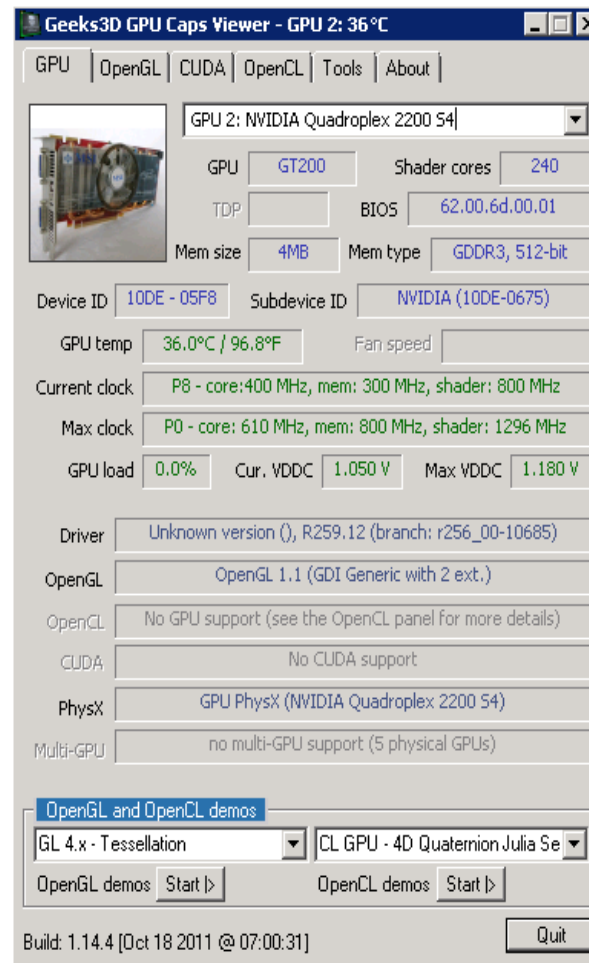 Geeks3D GPU Caps Viewer - GPU 2: 36°C
GPU OpenGL CUDA OpenCL Tools About
GPU 2: NVIDIA Quadroplex 2200 S4
GPU GT200 Shader cores 240
TDP BIOS 62.00.6d.00.01
Mem size 4MB Mem type GDDR3, 512-bit
Device ID 10DE - 05F8 Subdevice ID NVIDIA (10DE-0675)
GPU temp 36.0°C / 96.8°F Fan speed
Current clock P8 - core:400 MHz, mem: 300 MHz, shader: 800 MHz
Max clock P0 - core: 610 MHz, mem: 800 MHz, shader: 1296 MHz
GPU load 0.0% Cur. VDDC 1.050 V Max VDDC 1.180 V
Driver Unknown version (), R259.12 (branch: r256_00-10685)
OpenGL OpenGL 1.1 (GDI Generic with 2 ext.)
OpenCL No GPU support (see the OpenCL panel for more details)
CUDA No CUDA support
PhysX GPU PhysX (NVIDIA Quadroplex 2200 S4)
Multi-GPU no multi-GPU support (5 physical GPUs)
OpenGL and OpenCL demos
GL 4.x - Tessellation CL GPU - 4D Quaternion Julia Se
OpenGL demos Start |> OpenCL demos Start |>
Build: 1.14.4 [Oct 18 2011 @ 07:00:31] Quit